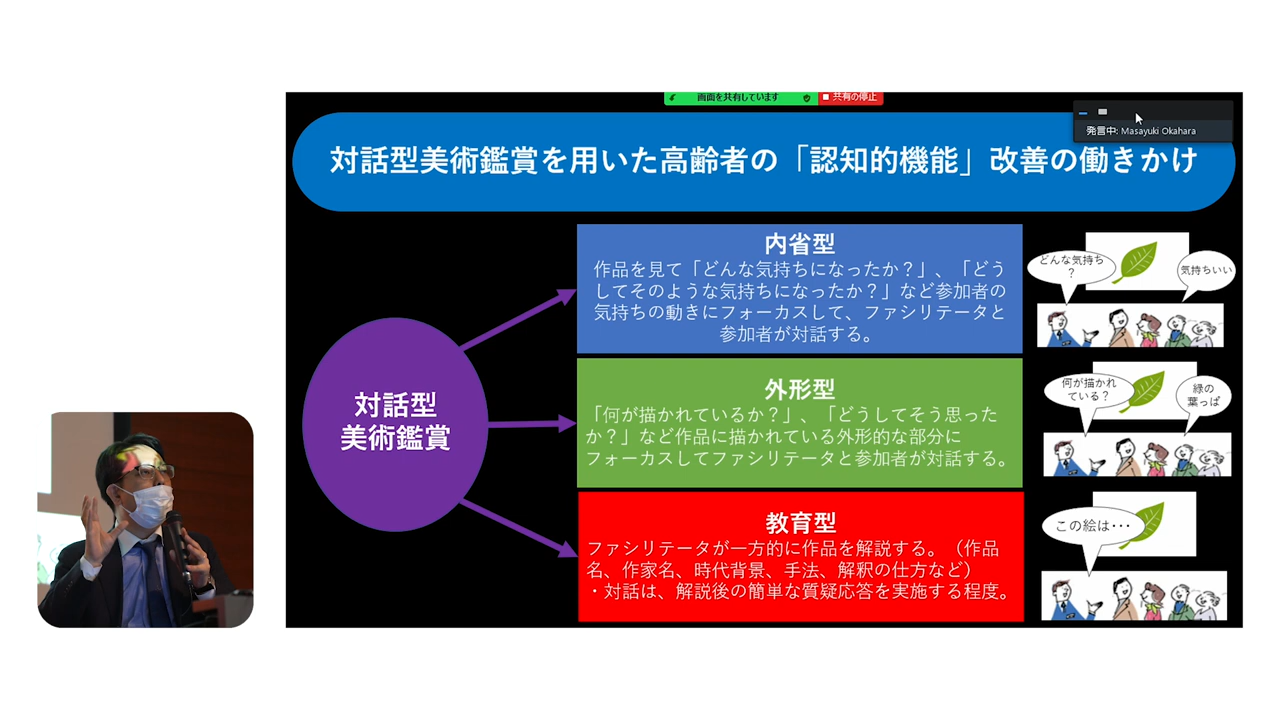 画面を共有しています
共有の停止
発言中: Masayuki Okahara
対話型美術鑑賞を用いた高齢者の「認知的機能」改善の働きかけ
対話型
美術鑑賞
内省型
作品を見て「どんな気持ちになったか？」、「どう
してそのような気持ちになったか？」など参加者の
気持ちの動きにフォーカスして、ファシリテータと
参加者が対話する。
どんな気持ち
？
気持ちいい
外形型
「何が描かれているか？」、「どうしてそう思った
か？」など作品に描かれている外形的な部分に
フォーカスしてファシリテータと参加者が対話する。
何が描かれ
ている？
緑の
葉っぱ
教育型
ファシリテータが一方的に作品を解説する。（作品
名、作家名、時代背景、手法、解釈の仕方など）
・対話は、解説後の簡単な質疑応答を実施する程度。
この絵は･･･